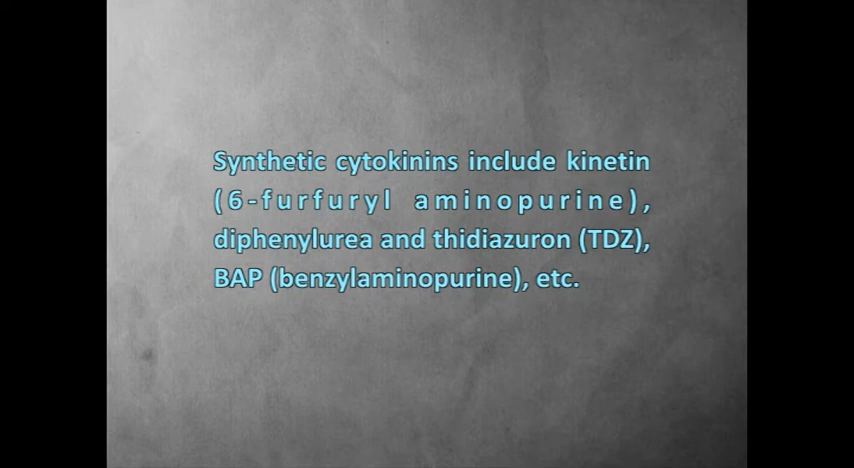 Synthetic cytokinins include kinetin
(6-furfuryl aminopurine),
diphenylurea and thidiazuron (TDZ),
BAP (benzylaminopurine), etc.